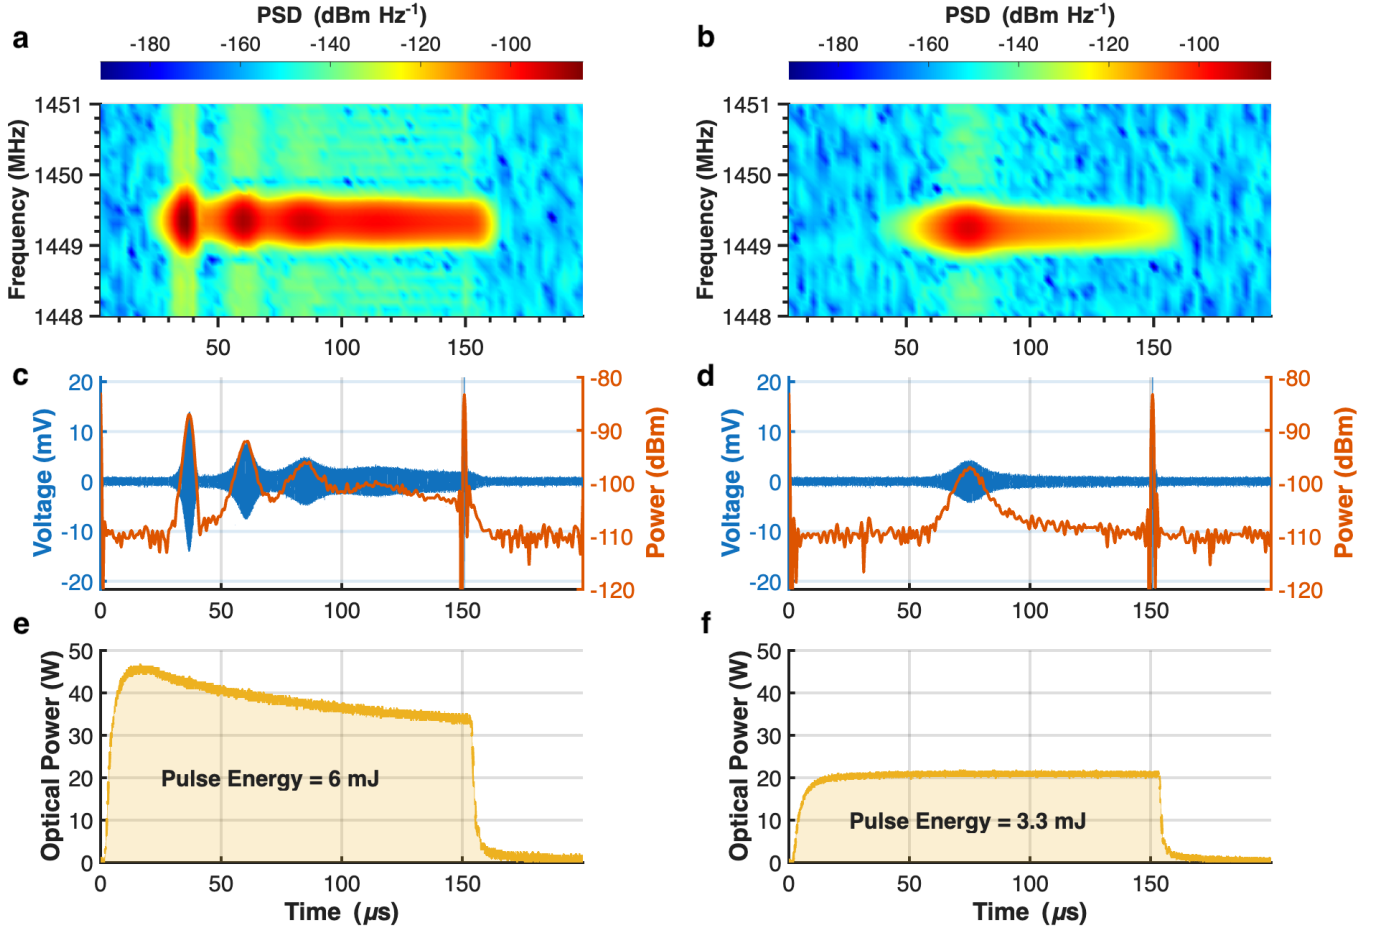 a
PSD (dBm Hz-1)
-180 -160 -140 -120 -100
Frequency (MHz)
1451
1450
1449
1448
50 100 150
b
PSD (dBm Hz-1)
-180 -160 -140 -120 -100
Frequency (MHz)
1451
1450
1449
1448
50 100 150
c
Voltage (mV)
20
10
0
-10
-20
-80
-90
-100
-110
-120
Power (dBm)
0 50 100 150
d
Voltage (mV)
20
10
0
-10
-20
-80
-90
-100
-110
-120
Power (dBm)
0 50 100 150
e
Optical Power (W)
50
40
30
20
10
0
Pulse Energy = 6 mJ
0 50 100 150
Time (μs)
f
Optical Power (W)
50
40
30
20
10
0
Pulse Energy = 3.3 mJ
0 50 100 150
Time (μs)